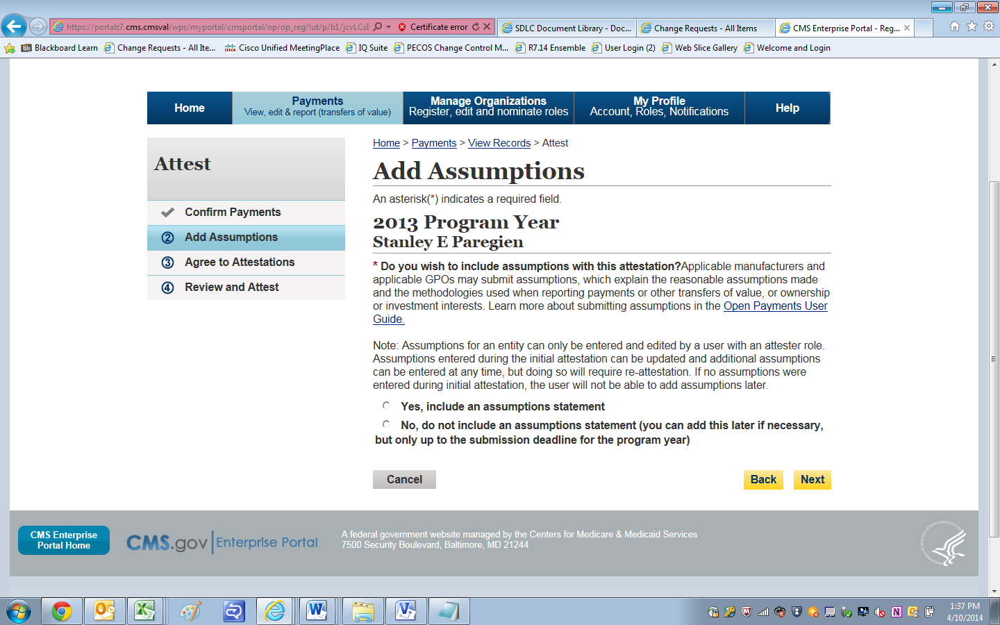 https://portalz7.cms.cmsval/wps/myportal/cmsportal/op/op_reg/!ut/p/b1/jcvLCsI
Certificate error
SDLC Document Library - Doc...
Change Requests - All Items
CMS Enterprise Portal - Reg...
Bb Blackboard Learn
Change Requests - All Ite...
cisco Cisco Unified MeetingPlace
IQ Suite
PECOS Change Control M...
R7.14 Ensemble
User Login (2)
Web Slice Gallery
Welcome and Login
Home
Payments
View, edit & report (transfers of value)
Manage Organizations
Register, edit and nominate roles
My Profile
Account, Roles, Notifications
Help
Attest
Confirm Payments
2 Add Assumptions
3 Agree to Attestations
4 Review and Attest
Home > Payments > View Records > Attest
Add Assumptions
An asterisk(*) indicates a required field.
2013 Program Year
Stanley E Paregien
* Do you wish to include assumptions with this attestation?Applicable manufacturers and
applicable GPOs may submit assumptions, which explain the reasonable assumptions made
and the methodologies used when reporting payments or other transfers of value, or ownership
or investment interests. Learn more about submitting assumptions in the Open Payments User
Guide.
Note: Assumptions for an entity can only be entered and edited by a user with an attester role.
Assumptions entered during the initial attestation can be updated and additional assumptions
can be entered at any time, but doing so will require re-attestation. If no assumptions were
entered during initial attestation, the user will not be able to add assumptions later.
Yes, include an assumptions statement
No, do not include an assumptions statement (you can add this later if necessary,
but only up to the submission deadline for the program year)
Cancel
Back
Next
CMS Enterprise
Portal Home
CMS.gov
Enterprise Portal
A federal government website managed by the Centers for Medicare & Medicaid Services
7500 Security Boulevard, Baltimore, MD 21244
1:37 PM
4/10/2014